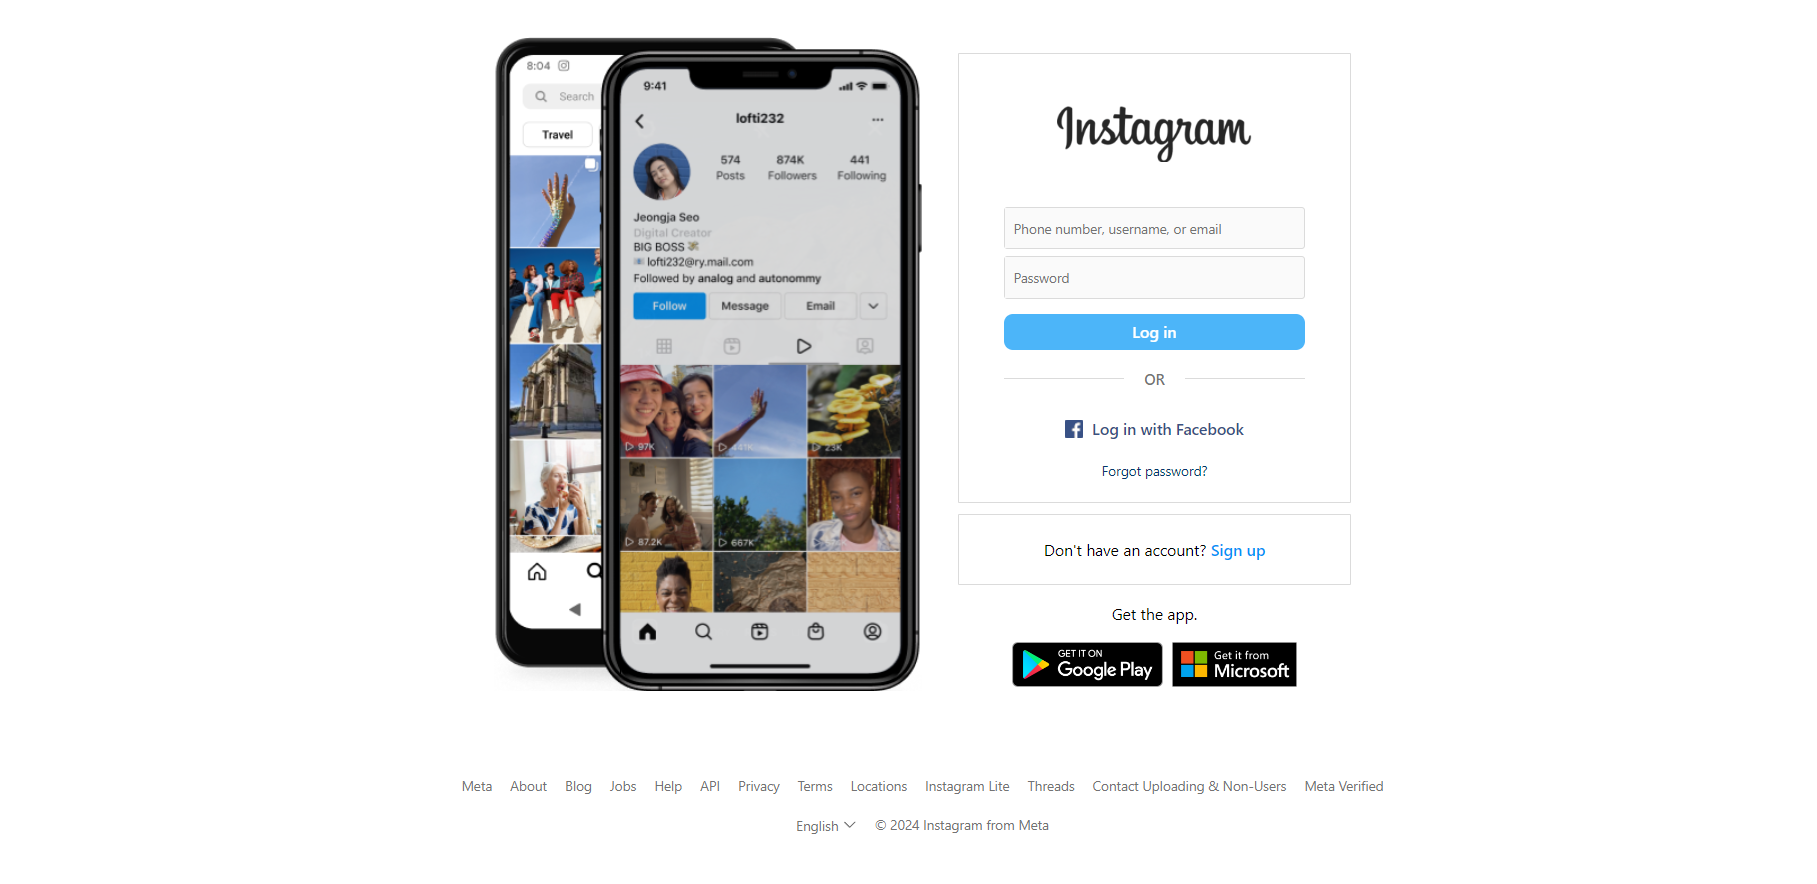 8:04
Search
Travel
9:41
lofti232
574 874K 441
Posts Followers Following
Jeongja Seo
Digital Creator
BIG BOSS
lofti232@ry.mail.com
Followed by analog and autonommy
Follow Message Email
97K 441K 23K
87.2K 667K
Instagram
Phone number, username, or email
Password
Log in
OR
Log in with Facebook
Forgot password?
Don't have an account? Sign up
Get the app.
GET IT ON
Google Play
Get it from
Microsoft
Meta About Blog Jobs Help API Privacy Terms Locations Instagram Lite Threads Contact Uploading & Non-Users Meta Verified
English © 2024 Instagram from Meta